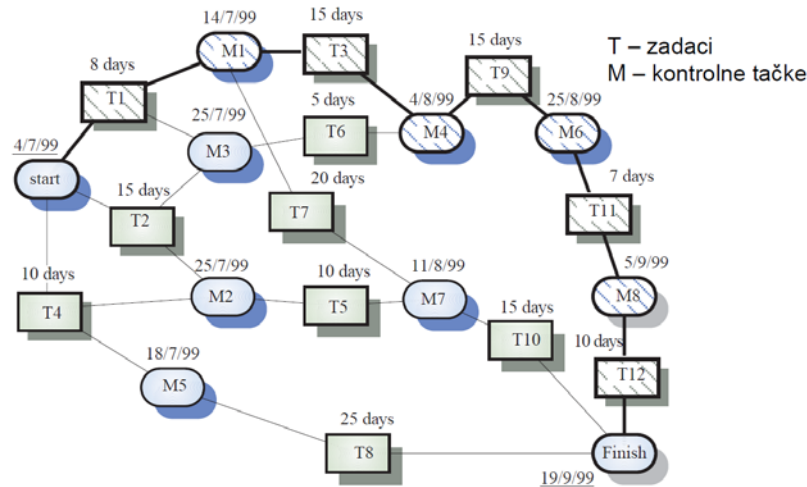 14/7/99
15 days
M1
T3
15 days
T – zadaci
M – kontrolne tačke
8 days
T9
T1
25/7/99
5 days
4/8/99
25/8/99
M3
T6
M4
M6
4/7/99
start
15 days
20 days
7 days
T2
T7
T11
10 days
25/7/99
10 days
11/8/99
5/9/99
T4
M2
T5
M7
15 days
M8
18/7/99
T10
10 days
M5
T12
25 days
T8
Finish
19/9/99